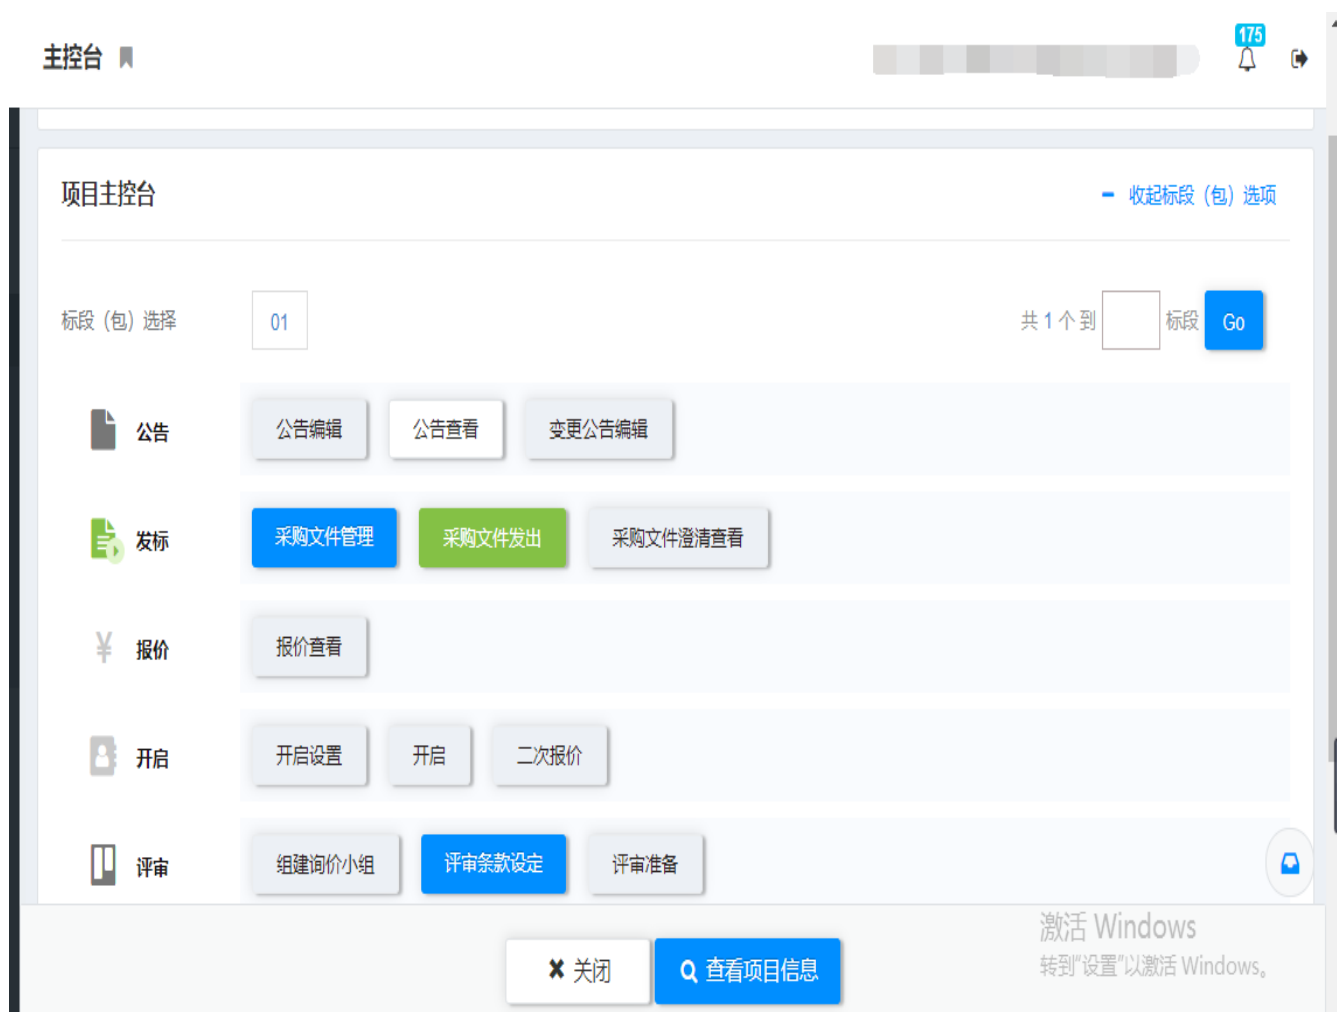 主控台
175
项目主控台
收起标段（包）选项
标段（包）选择 01 共 1 个 到 标段 Go
公告 公告编辑 公告查看 变更公告编辑
发标 采购文件管理 采购文件发出 采购文件澄清查看
¥ 报价 报价查看
开启 开启设置 开启 二次报价
评审 组建询价小组 评审条款设定 评审准备
关闭 查看项目信息
激活 Windows
转到“设置”以激活 Windows。